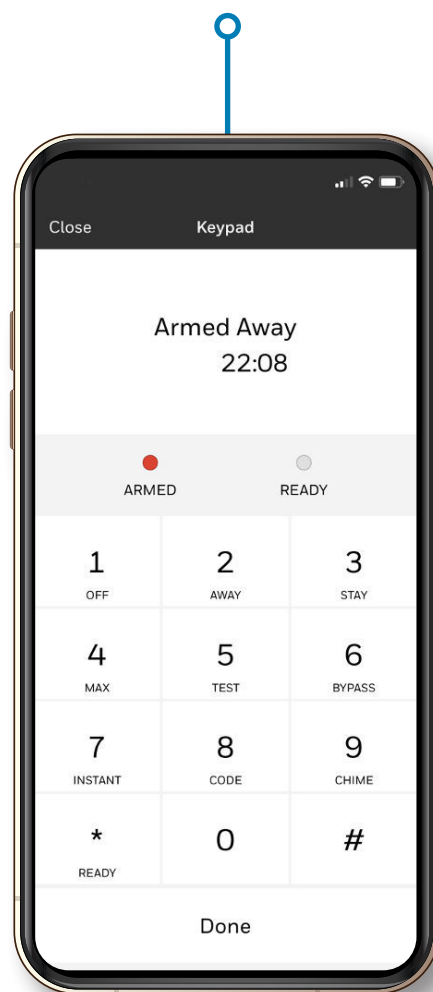 Close Keypad
Armed Away
22:08
ARMED READY
1 2 3
OFF AWAY STAY
4 5 6
MAX TEST BYPASS
7 8 9
INSTANT CODE CHIME
* 0 #
READY
Done